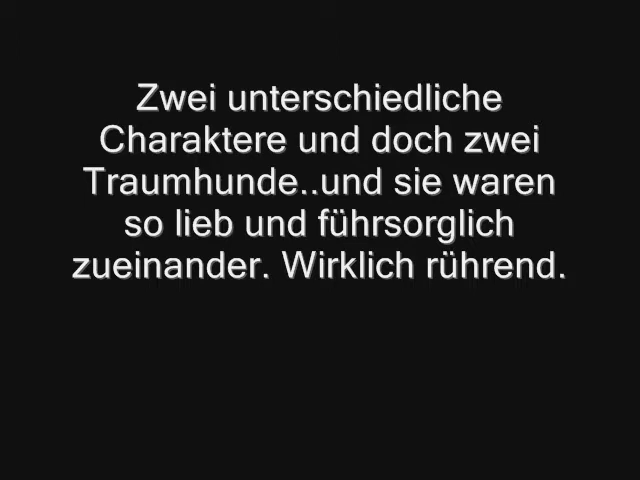 Zwei unterschiedliche
Charaktere und doch zwei
Traumhunde..und sie waren
so lieb und führsorglich
zueinander. Wirklich rührend.